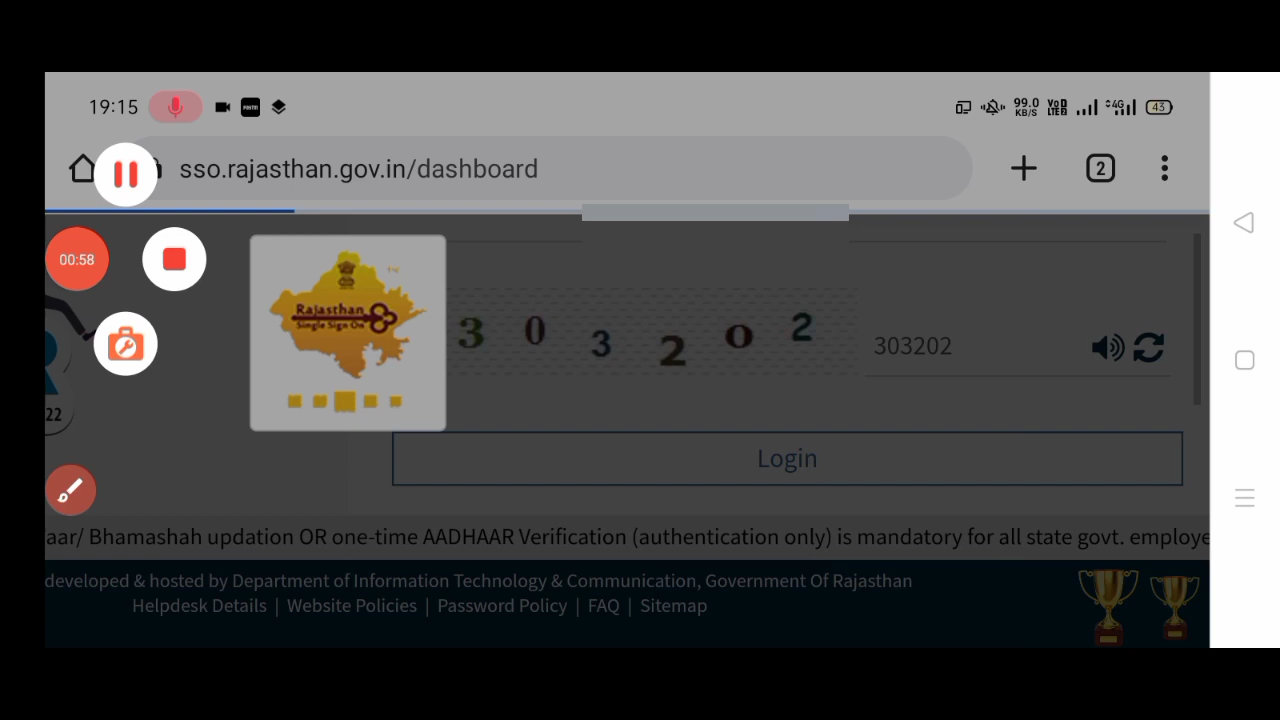 19:15
99.0
KB/S
VoD
LTE2
4G
43
sso.rajasthan.gov.in/dashboard
2
00:58
Rajasthan
Single Sign On
3 0 3 2 0 2
303202
22
Login
aar/ Bhamashah updation OR one-time AADHAAR Verification (authentication only) is mandatory for all state govt. employe
developed & hosted by Department of Information Technology & Communication, Government Of Rajasthan
Helpdesk Details | Website Policies | Password Policy | FAQ | Sitemap